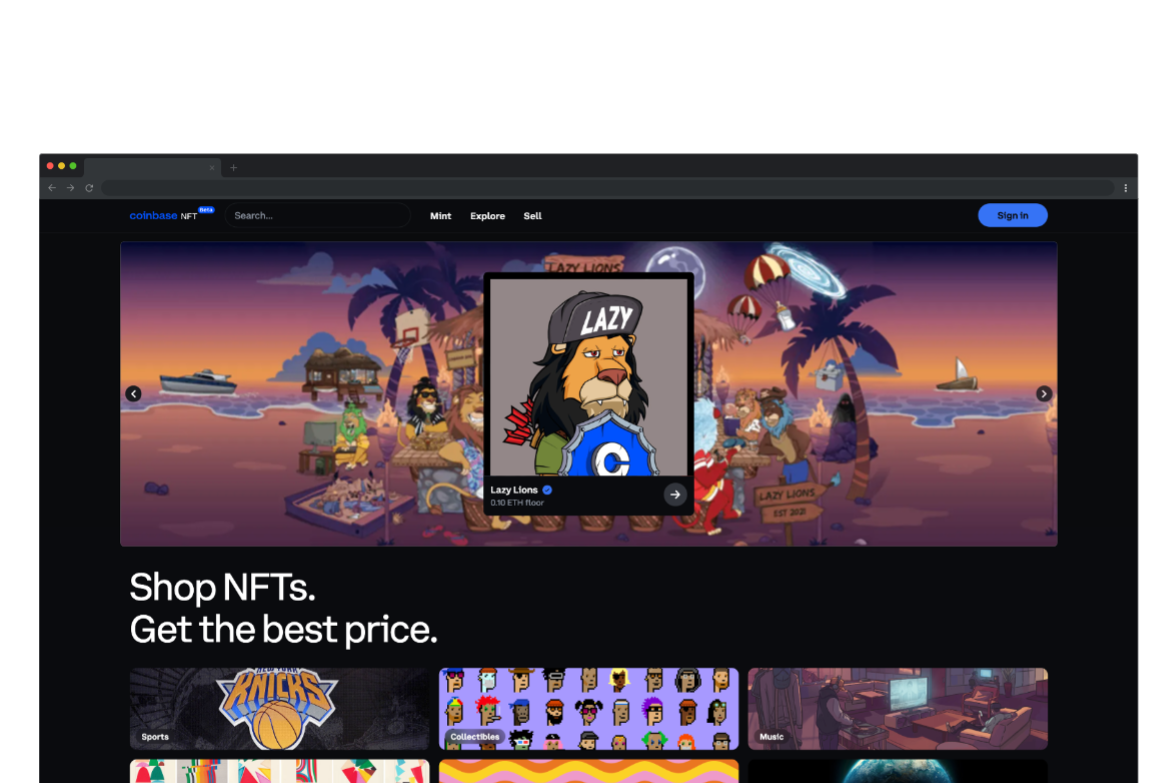 coinbase NFT Beta
Search...
Mint
Explore
Sell
Sign in
LAZY LIONS
LAZY
C
Lazy Lions
0.10 ETH floor
LAZY LIONS
EST 2021
Shop NFTs.
Get the best price.
NEW YORK
KNICKS
Sports
Collectibles
Music